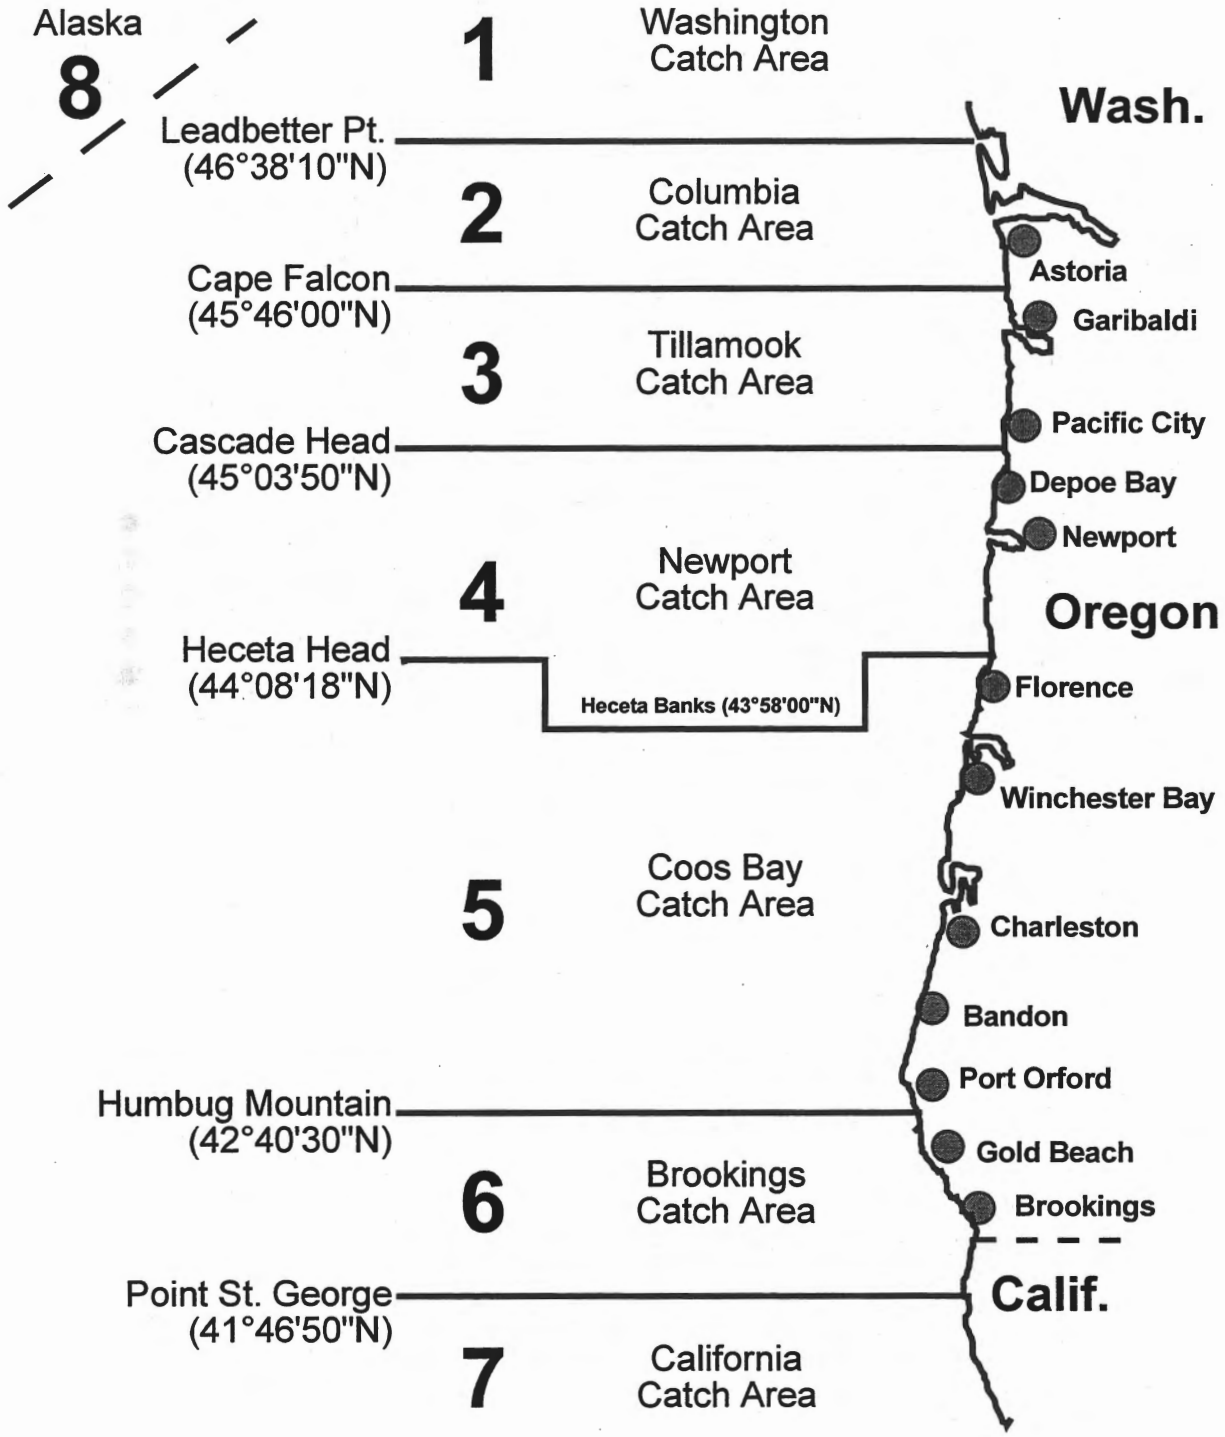 Alaska
8
1
Washington
Catch Area
Wash.
Leadbetter Pt.
(46°38'10"N)
2
Columbia
Catch Area
Astoria
Cape Falcon
(45°46'00"N)
Garibaldi
3
Tillamook
Catch Area
Pacific City
Cascade Head
(45°03'50"N)
Depoe Bay
Newport
4
Newport
Catch Area
Oregon
Heceta Head
(44°08'18"N)
Heceta Banks (43°58'00"N)
Florence
Winchester Bay
5
Coos Bay
Catch Area
Charleston
Bandon
Port Orford
Humbug Mountain
(42°40'30"N)
Gold Beach
6
Brookings
Catch Area
Brookings
Point St. George
(41°46'50"N)
Calif.
7
California
Catch Area